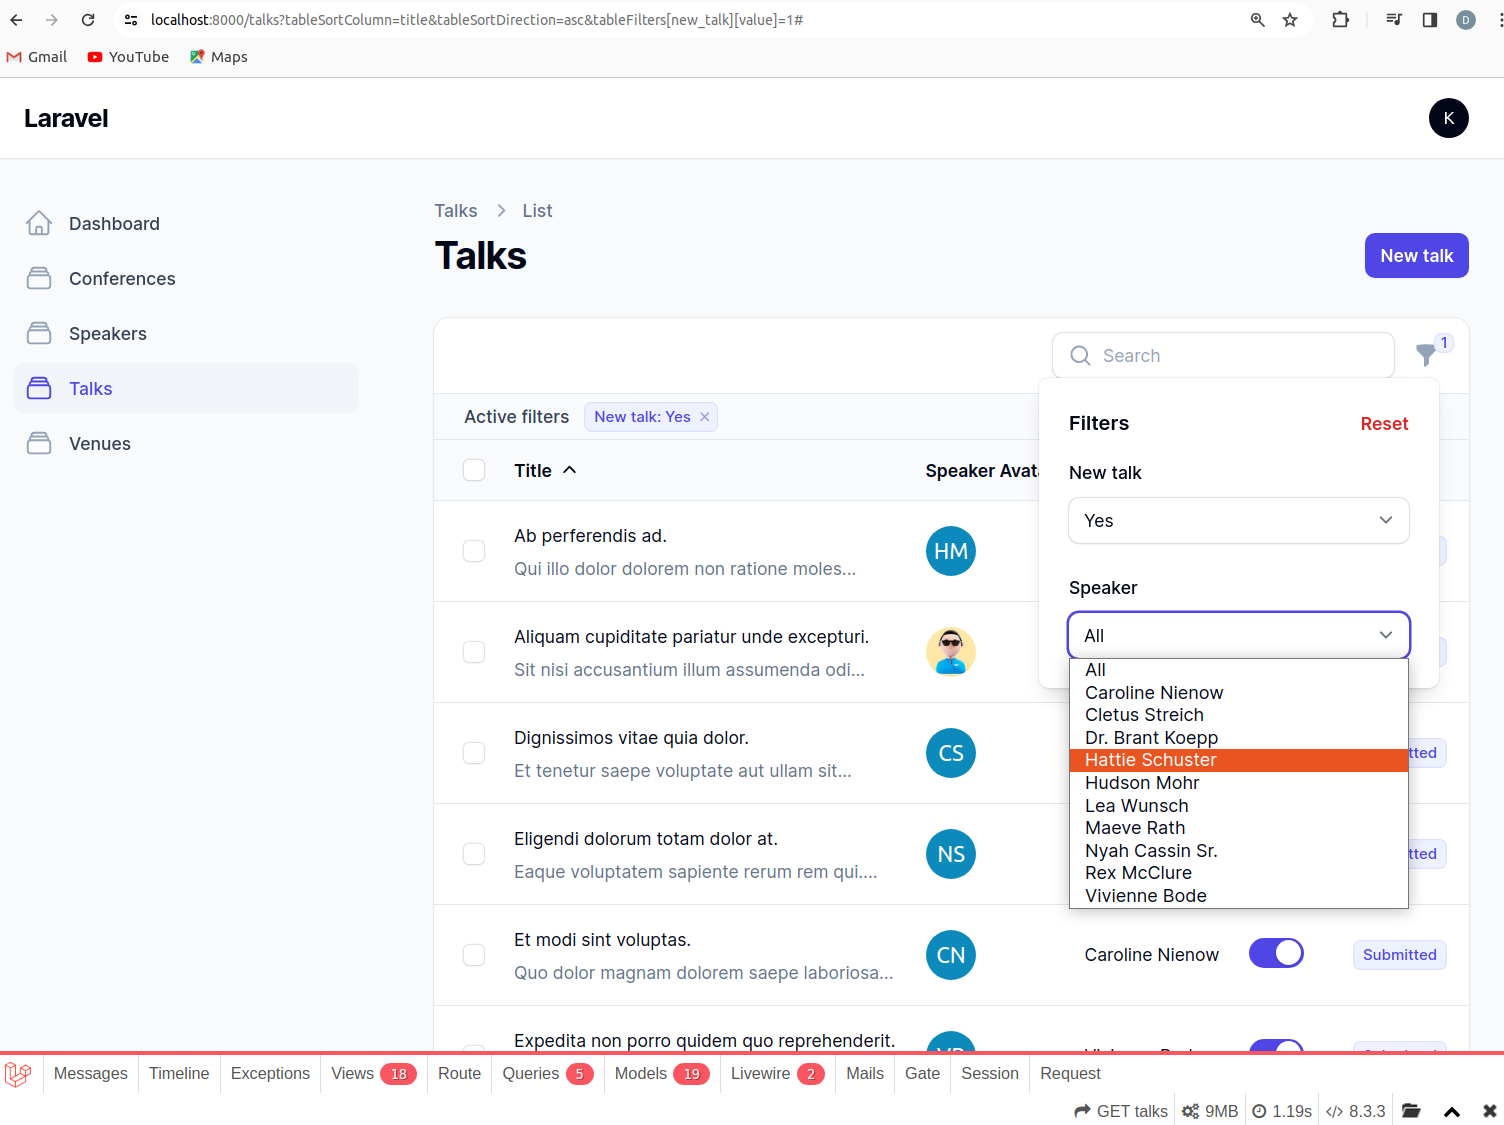 localhost:8000/talks?tableSortColumn=title&tableSortDirection=asc&tableFilters[new_talk][value]=1#
D
Gmail
YouTube
Maps
Laravel
K
Dashboard
Conferences
Speakers
Talks
Venues
Talks > List
Talks
New talk
Search
1
Active filters
New talk: Yes ×
Filters
Reset
New talk
Yes
Speaker
All
All
Caroline Nienow
Cletus Streich
Dr. Brant Koepp
Hattie Schuster
Hudson Mohr
Lea Wunsch
Maeve Rath
Nyah Cassin Sr.
Rex McClure
Vivienne Bode
Title
Speaker Avata
Ab perferendis ad.
Qui illo dolor dolorem non ratione moles...
HM
Aliquam cupiditate pariatur unde excepturi.
Sit nisi accusantium illum assumenda odi...
Dignissimos vitae quia dolor.
Et tenetur saepe voluptate aut ullam sit...
CS
tted
Eligendi dolorum totam dolor at.
Eaque voluptatem sapiente rerum rem qui....
NS
tted
Et modi sint voluptas.
Quo dolor magnam dolorem saepe laboriosa...
CN
Caroline Nienow
Submitted
Expedita non porro quidem quo reprehenderit.
Messages
Timeline
Exceptions
Views 18
Route
Queries 5
Models 19
Livewire 2
Mails
Gate
Session
Request
GET talks
9MB
1.19s
</> 8.3.3